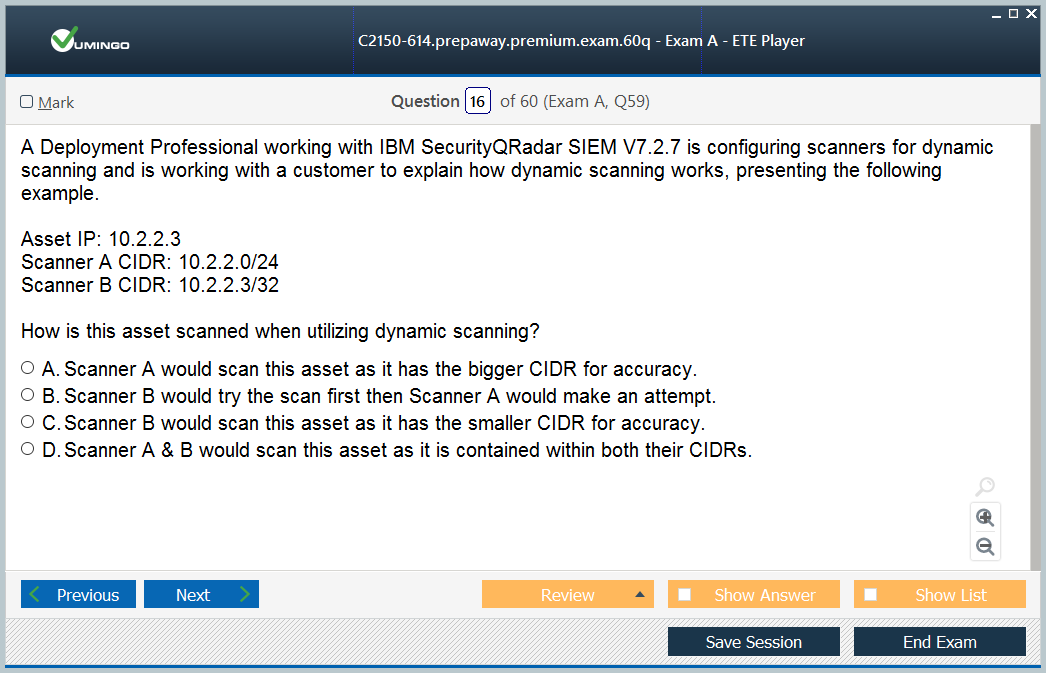 VUMINGO
C2150-614.prepaway.premium.exam.60q - Exam A - ETE Player
Mark
Question 16 of 60 (Exam A, Q59)
A Deployment Professional working with IBM SecurityQRadar SIEM V7.2.7 is configuring scanners for dynamic
scanning and is working with a customer to explain how dynamic scanning works, presenting the following
example.
Asset IP: 10.2.2.3
Scanner A CIDR: 10.2.2.0/24
Scanner B CIDR: 10.2.2.3/32
How is this asset scanned when utilizing dynamic scanning?
A. Scanner A would scan this asset as it has the bigger CIDR for accuracy.
B. Scanner B would try the scan first then Scanner A would make an attempt.
C. Scanner B would scan this asset as it has the smaller CIDR for accuracy.
D. Scanner A & B would scan this asset as it is contained within both their CIDRs.
Previous
Next
Review
Show Answer
Show List
Save Session
End Exam